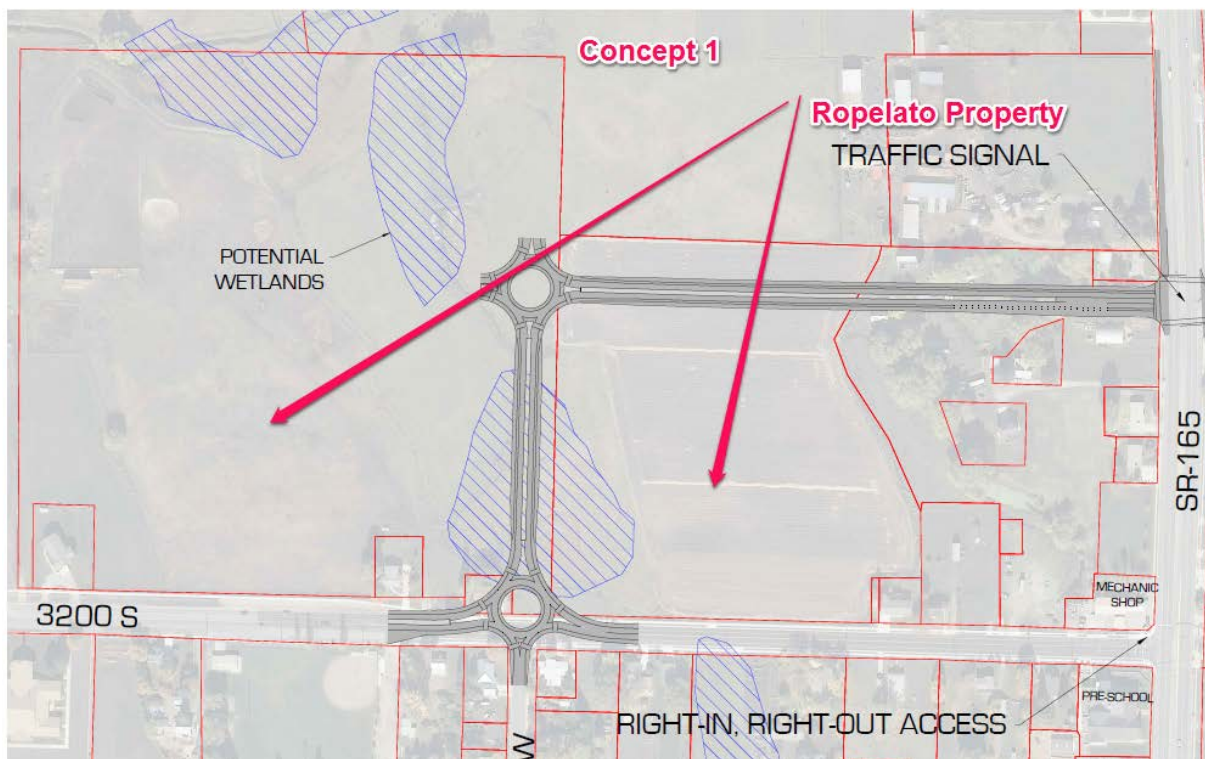 Concept 1
Ropelato Property
TRAFFIC SIGNAL
POTENTIAL
WETLANDS
SR-165
MECHANIC
SHOP
3200 S
PRE-SCHOOL
RIGHT-IN, RIGHT-OUT ACCESS
W